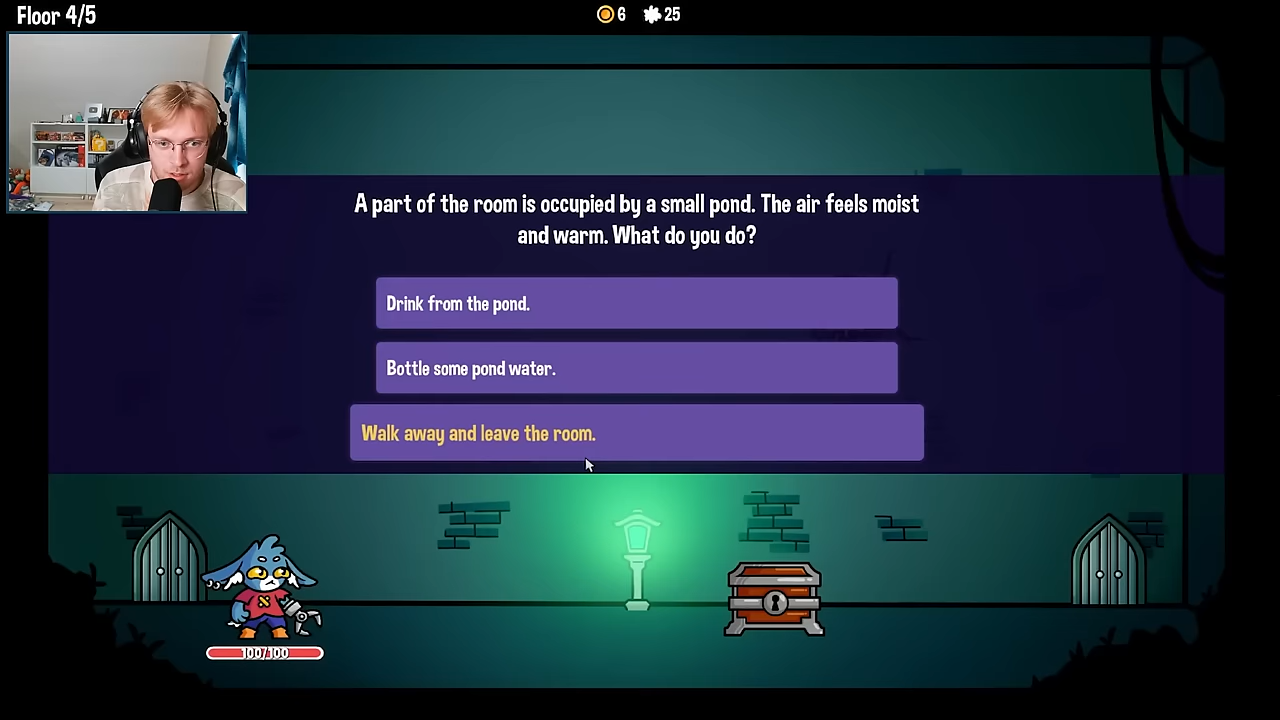 Floor 4/5
6 25
A part of the room is occupied by a small pond. The air feels moist
and warm. What do you do?
Drink from the pond.
Bottle some pond water.
Walk away and leave the room.
100/100